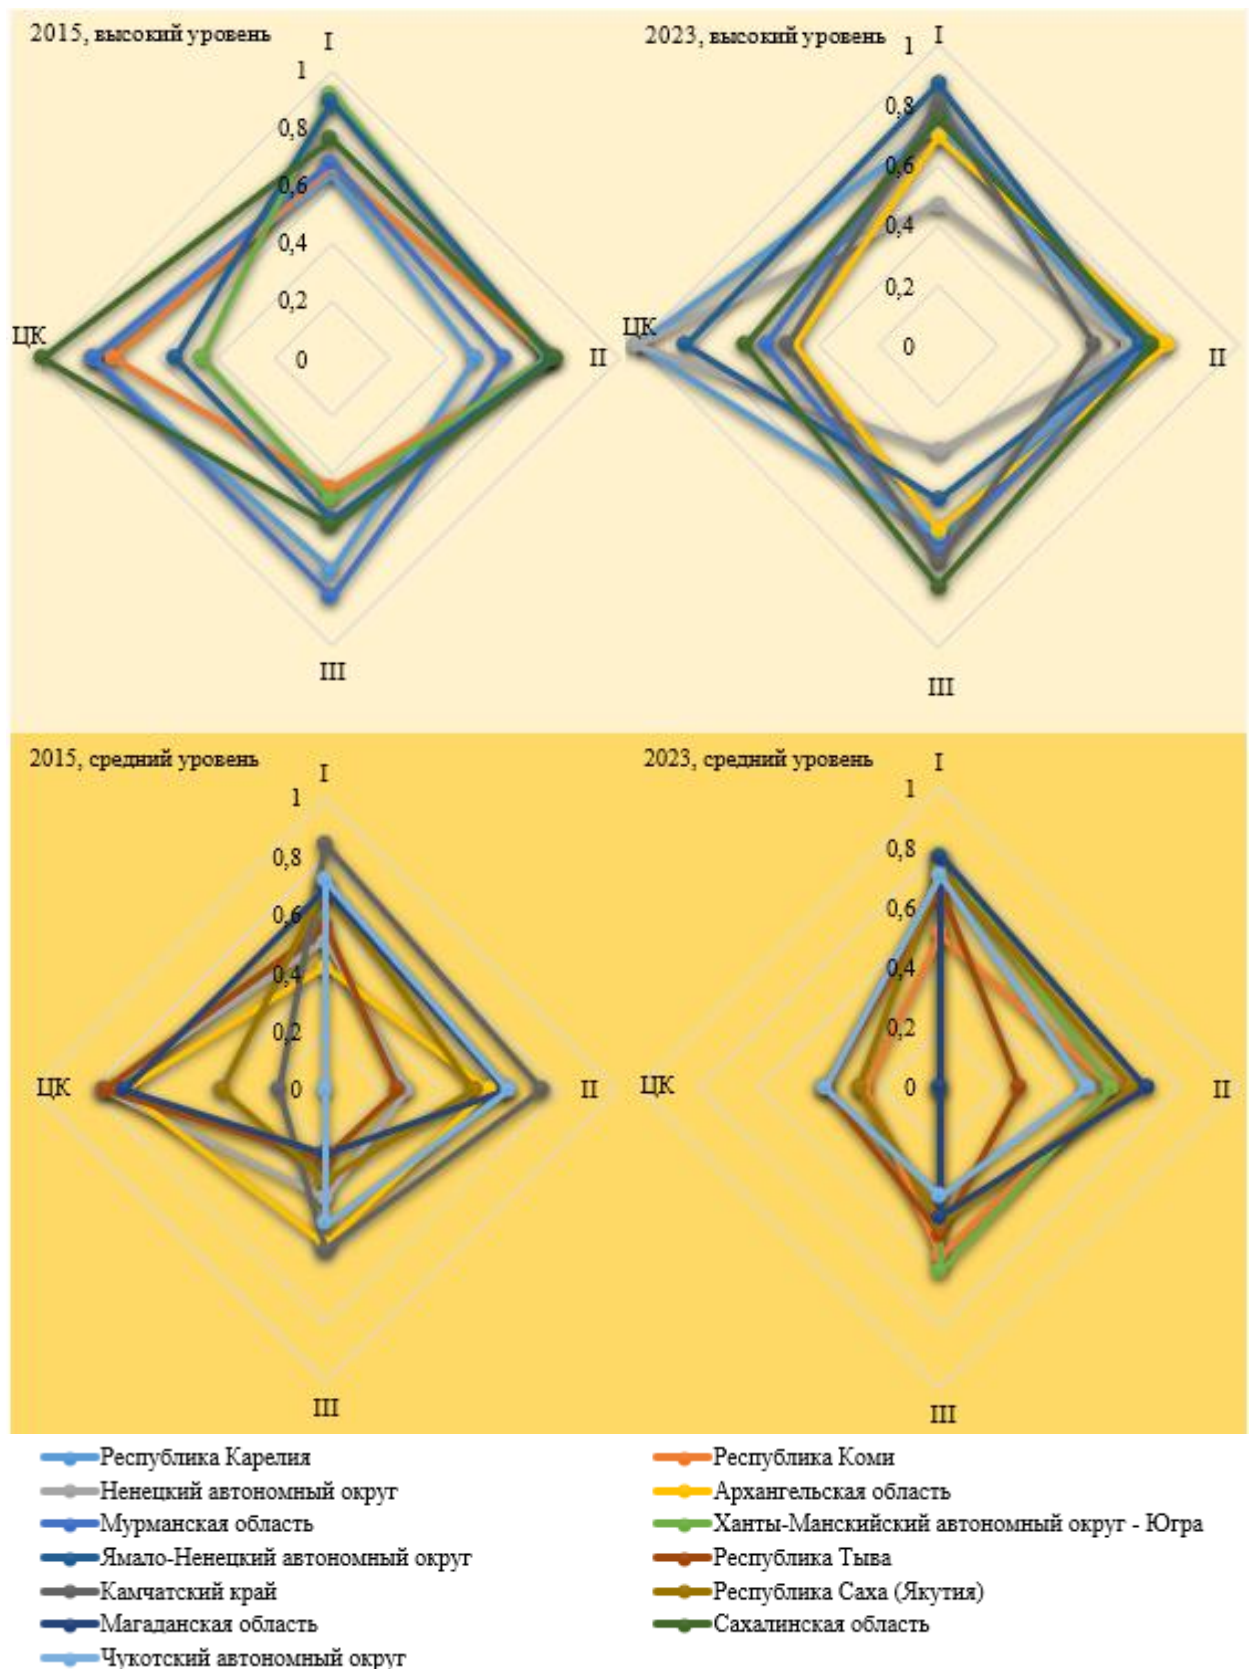 2015, высокий уровень
I
1
0,8
0,6
0,4
0,2
0
ЦК
II
III
2023, высокий уровень
I
1
0,8
0,6
0,4
0,2
0
ЦК
II
III
2015, средний уровень
I
1
0,8
0,6
0,4
0,2
0
ЦК
II
III
2023, средний уровень
I
1
0,8
0,6
0,4
0,2
0
ЦК
II
III
Республика Карелия
Республика Коми
Ненецкий автономный округ
Архангельская область
Мурманская область
Ханты-Манскийский автономный округ - Югра
Ямало-Ненецкий автономный округ
Республика Тыва
Камчатский край
Республика Саха (Якутия)
Магаданская область
Сахалинская область
Чукотский автономный округ